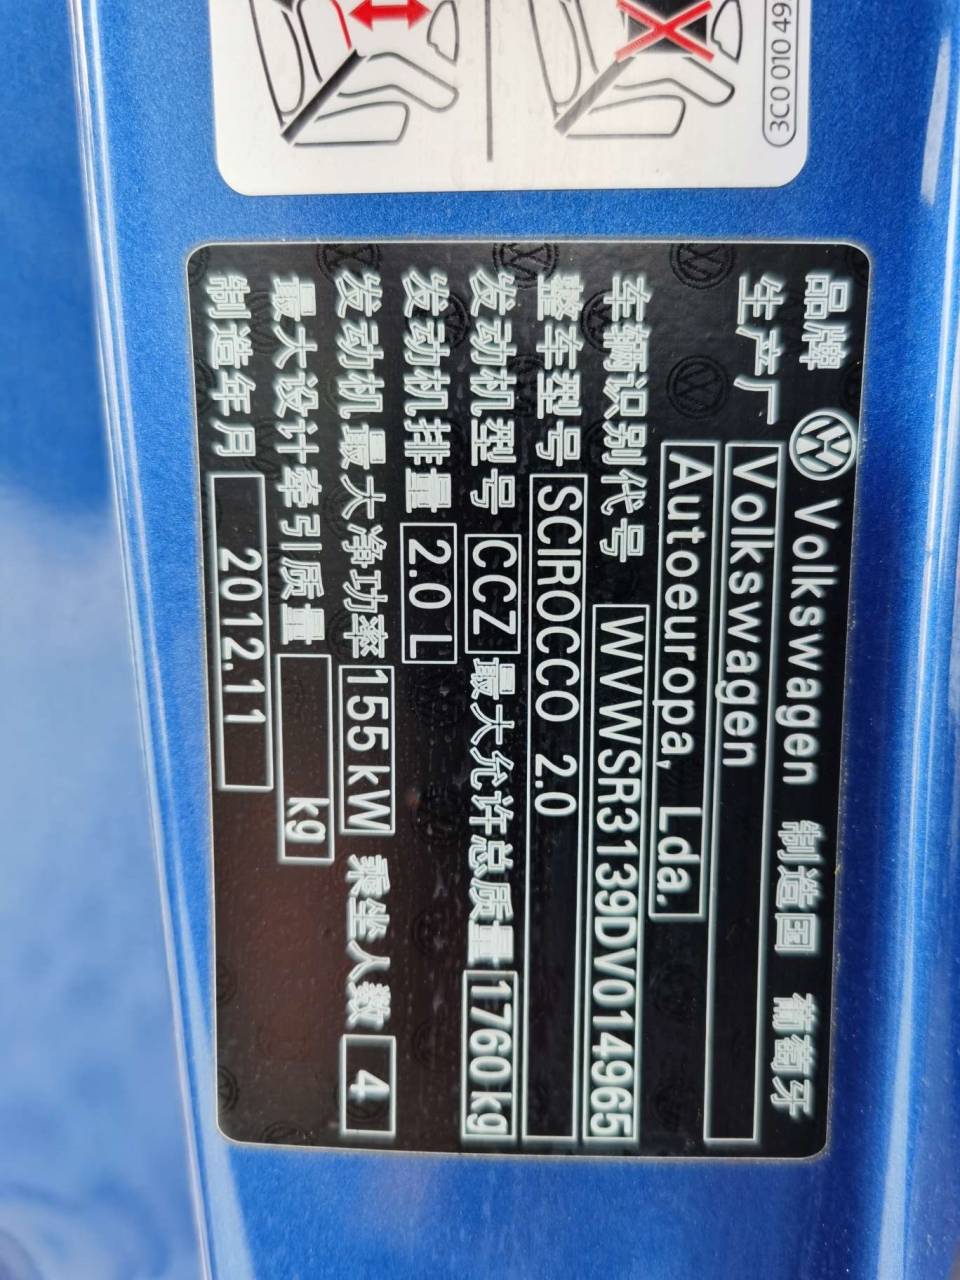 3C0 010 49
品牌 Volkswagen 制造国 葡萄牙
生产厂 Volkswagen
Autoeuropa, Lda.
车辆识别代号 WVWSR3139DV014965
整车型号 SCIROCCO 2.0
发动机型号 CCZ 最大允许总质量 1760 kg
发动机排量 2.0 L
发动机最大净功率 155 kW 乘坐人数 4
最大设计牵引质量 kg
制造年月 2012.11